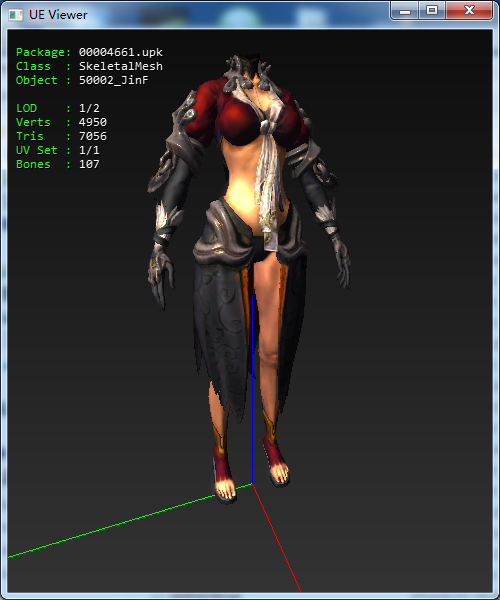 UE Viewer
Package: 00004661.upk
Class  : SkeletalMesh
Object : 50002_JinF
LOD    : 1/2
Verts  : 4950
Tris   : 7056
UV Set : 1/1
Bones  : 107